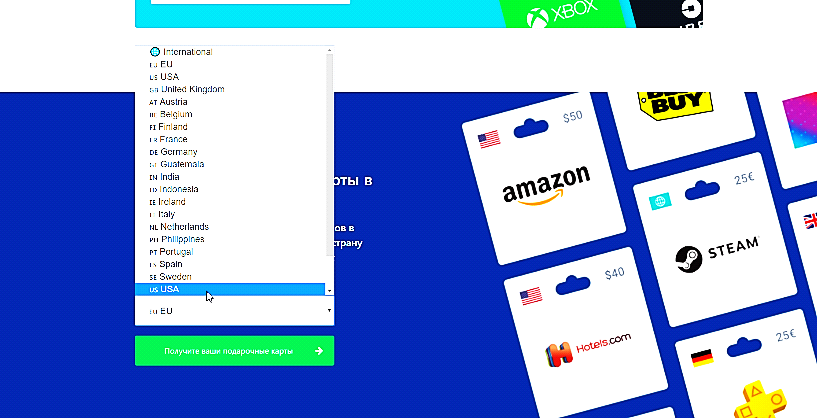 XBOX
International
EU EU
US USA
GB United Kingdom
AT Austria
BE Belgium
FI Finland
FR France
DE Germany
GT Guatemala
IN India
ID Indonesia
IE Ireland
IT Italy
NL Netherlands
PH Philippines
PT Portugal
ES Spain
SE Sweden
US USA
EU EU
оты в
ов в
страну
Получите ваши подарочные карты
BUY
$50
amazon
25€
STEAM
$40
Hotels.com
25€